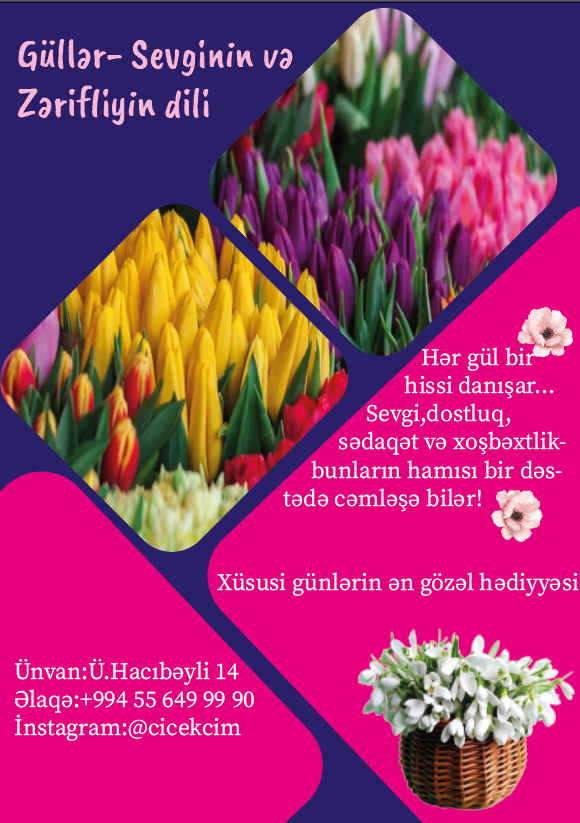 Güllər- Sevginin və
Zərifliyin dili
Hər gül bir
hissi danışar...
Sevgi,dostluq,
sədaqət və xoşbəxtlik-
bunların hamısı bir dəs-
tədə cəmləşə bilər!
Xüsusi günlərin ən gözəl hədiyyəsi
Ünvan:Ü.Hacıbəyli 14
Əlaqə:+994 55 649 99 90
İnstagram:@cicekcim